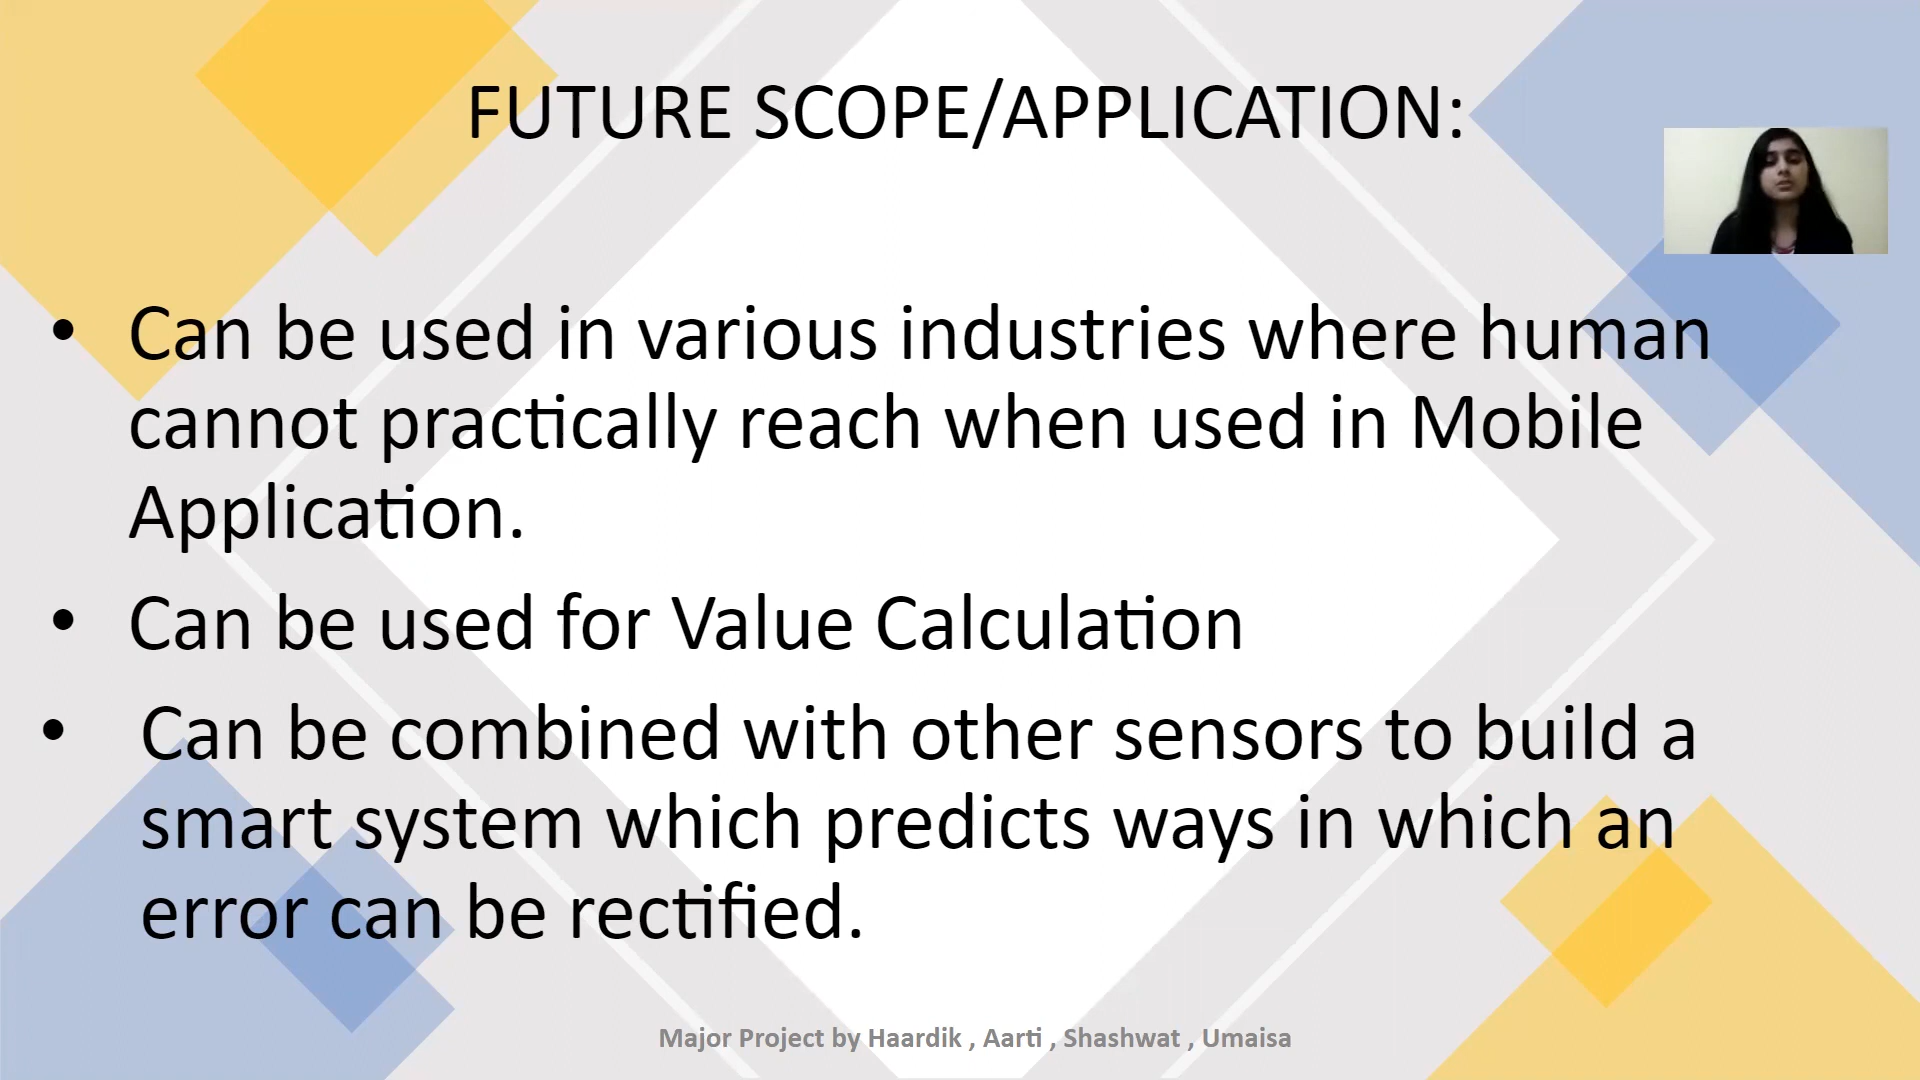 FUTURE SCOPE/APPLICATION:
• Can be used in various industries where human
cannot practically reach when used in Mobile
Application.
• Can be used for Value Calculation
• Can be combined with other sensors to build a
smart system which predicts ways in which an
error can be rectified.
Major Project by Haardik , Aarti , Shashwat , Umaisa